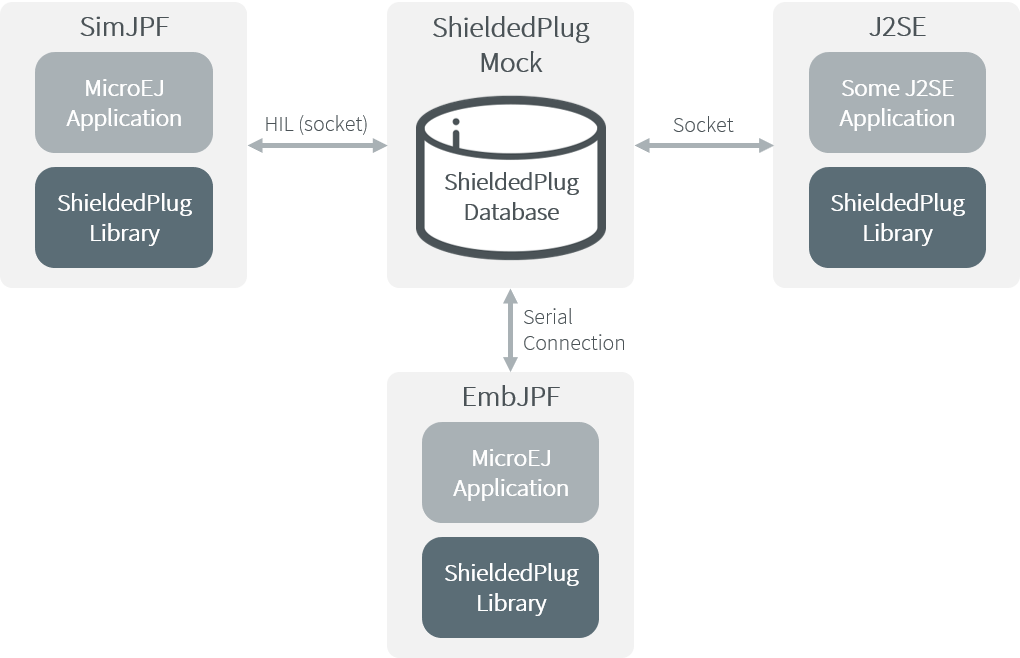 SimJPF
MicroEJ
Application
ShieldedPlug
Library
HIL (socket)
ShieldedPlug
Mock
ShieldedPlug
Database
Socket
J2SE
Some J2SE
Application
ShieldedPlug
Library
Serial
Connection
EmbJPF
MicroEJ
Application
ShieldedPlug
Library